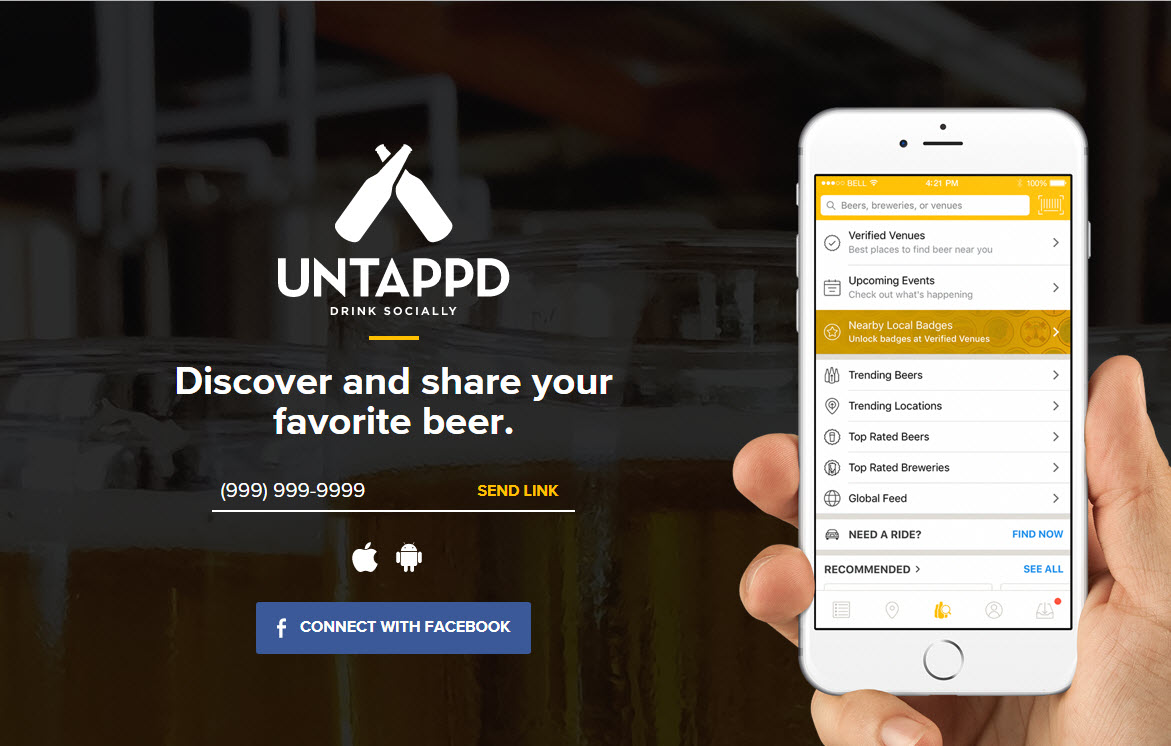 UNTAPPD
DRINK SOCIALLY
Discover and share your
favorite beer.
(999) 999-9999 SEND LINK
f CONNECT WITH FACEBOOK
BELL 4:21 PM 100%
Beers, breweries, or venues
Verified Venues
Best places to find beer near you
Upcoming Events
Check out what's happening
Nearby Local Badges
Unlock badges at Verified Venues
Trending Beers
Trending Locations
Top Rated Beers
Top Rated Breweries
Global Feed
NEED A RIDE? FIND NOW
RECOMMENDED > SEE ALL